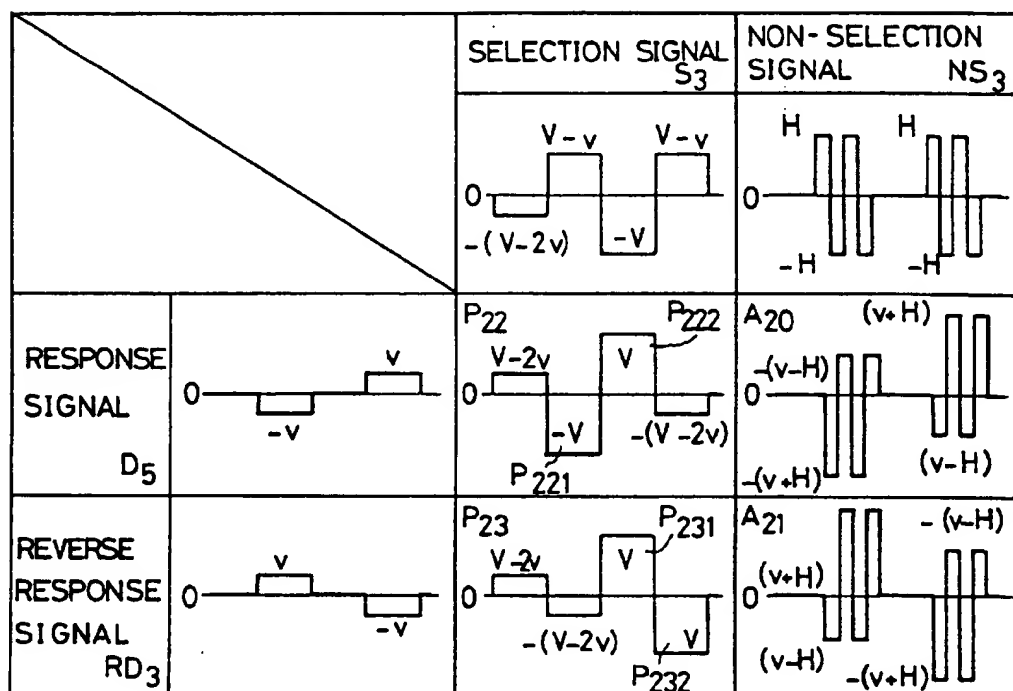 SELECTION SIGNAL S3
NON-SELECTION SIGNAL NS3
V-v
V-v
0
-(V-2v)
-V
H
H
0
-H
-H
RESPONSE SIGNAL D5
v
0
-v
P22
P222
V-2v
V
0
-V
-(V-2v)
P221
A20
(v+H)
-(v-H)
0
-(v+H)
(v-H)
REVERSE RESPONSE SIGNAL RD3
v
0
-v
P23
P231
V-2v
V
0
-(V-2v)
V
P232
A21
-(v-H)
(v+H)
0
(v-H)
-(v+H)